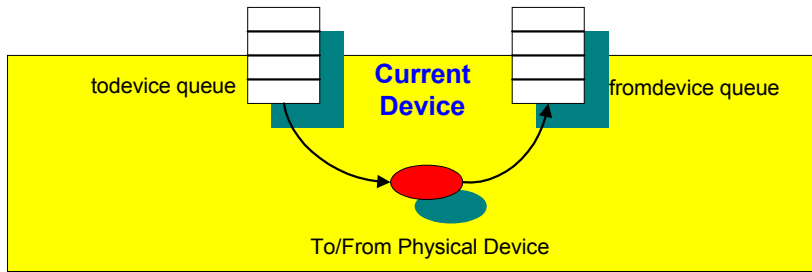 todevice queue
Current
Device
fromdevice queue
To/From Physical Device